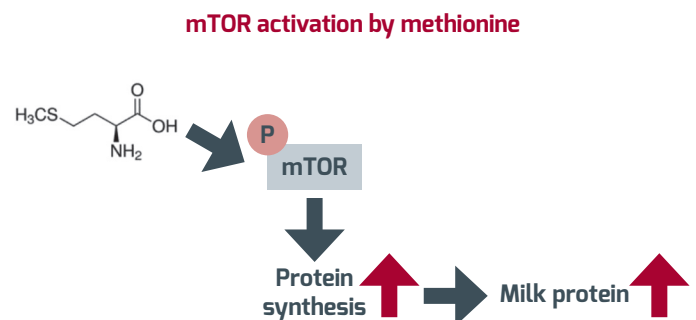 mTOR activation by methionine
O
H₃CS
OH
NH₂
P
mTOR
Protein
synthesis
Milk protein